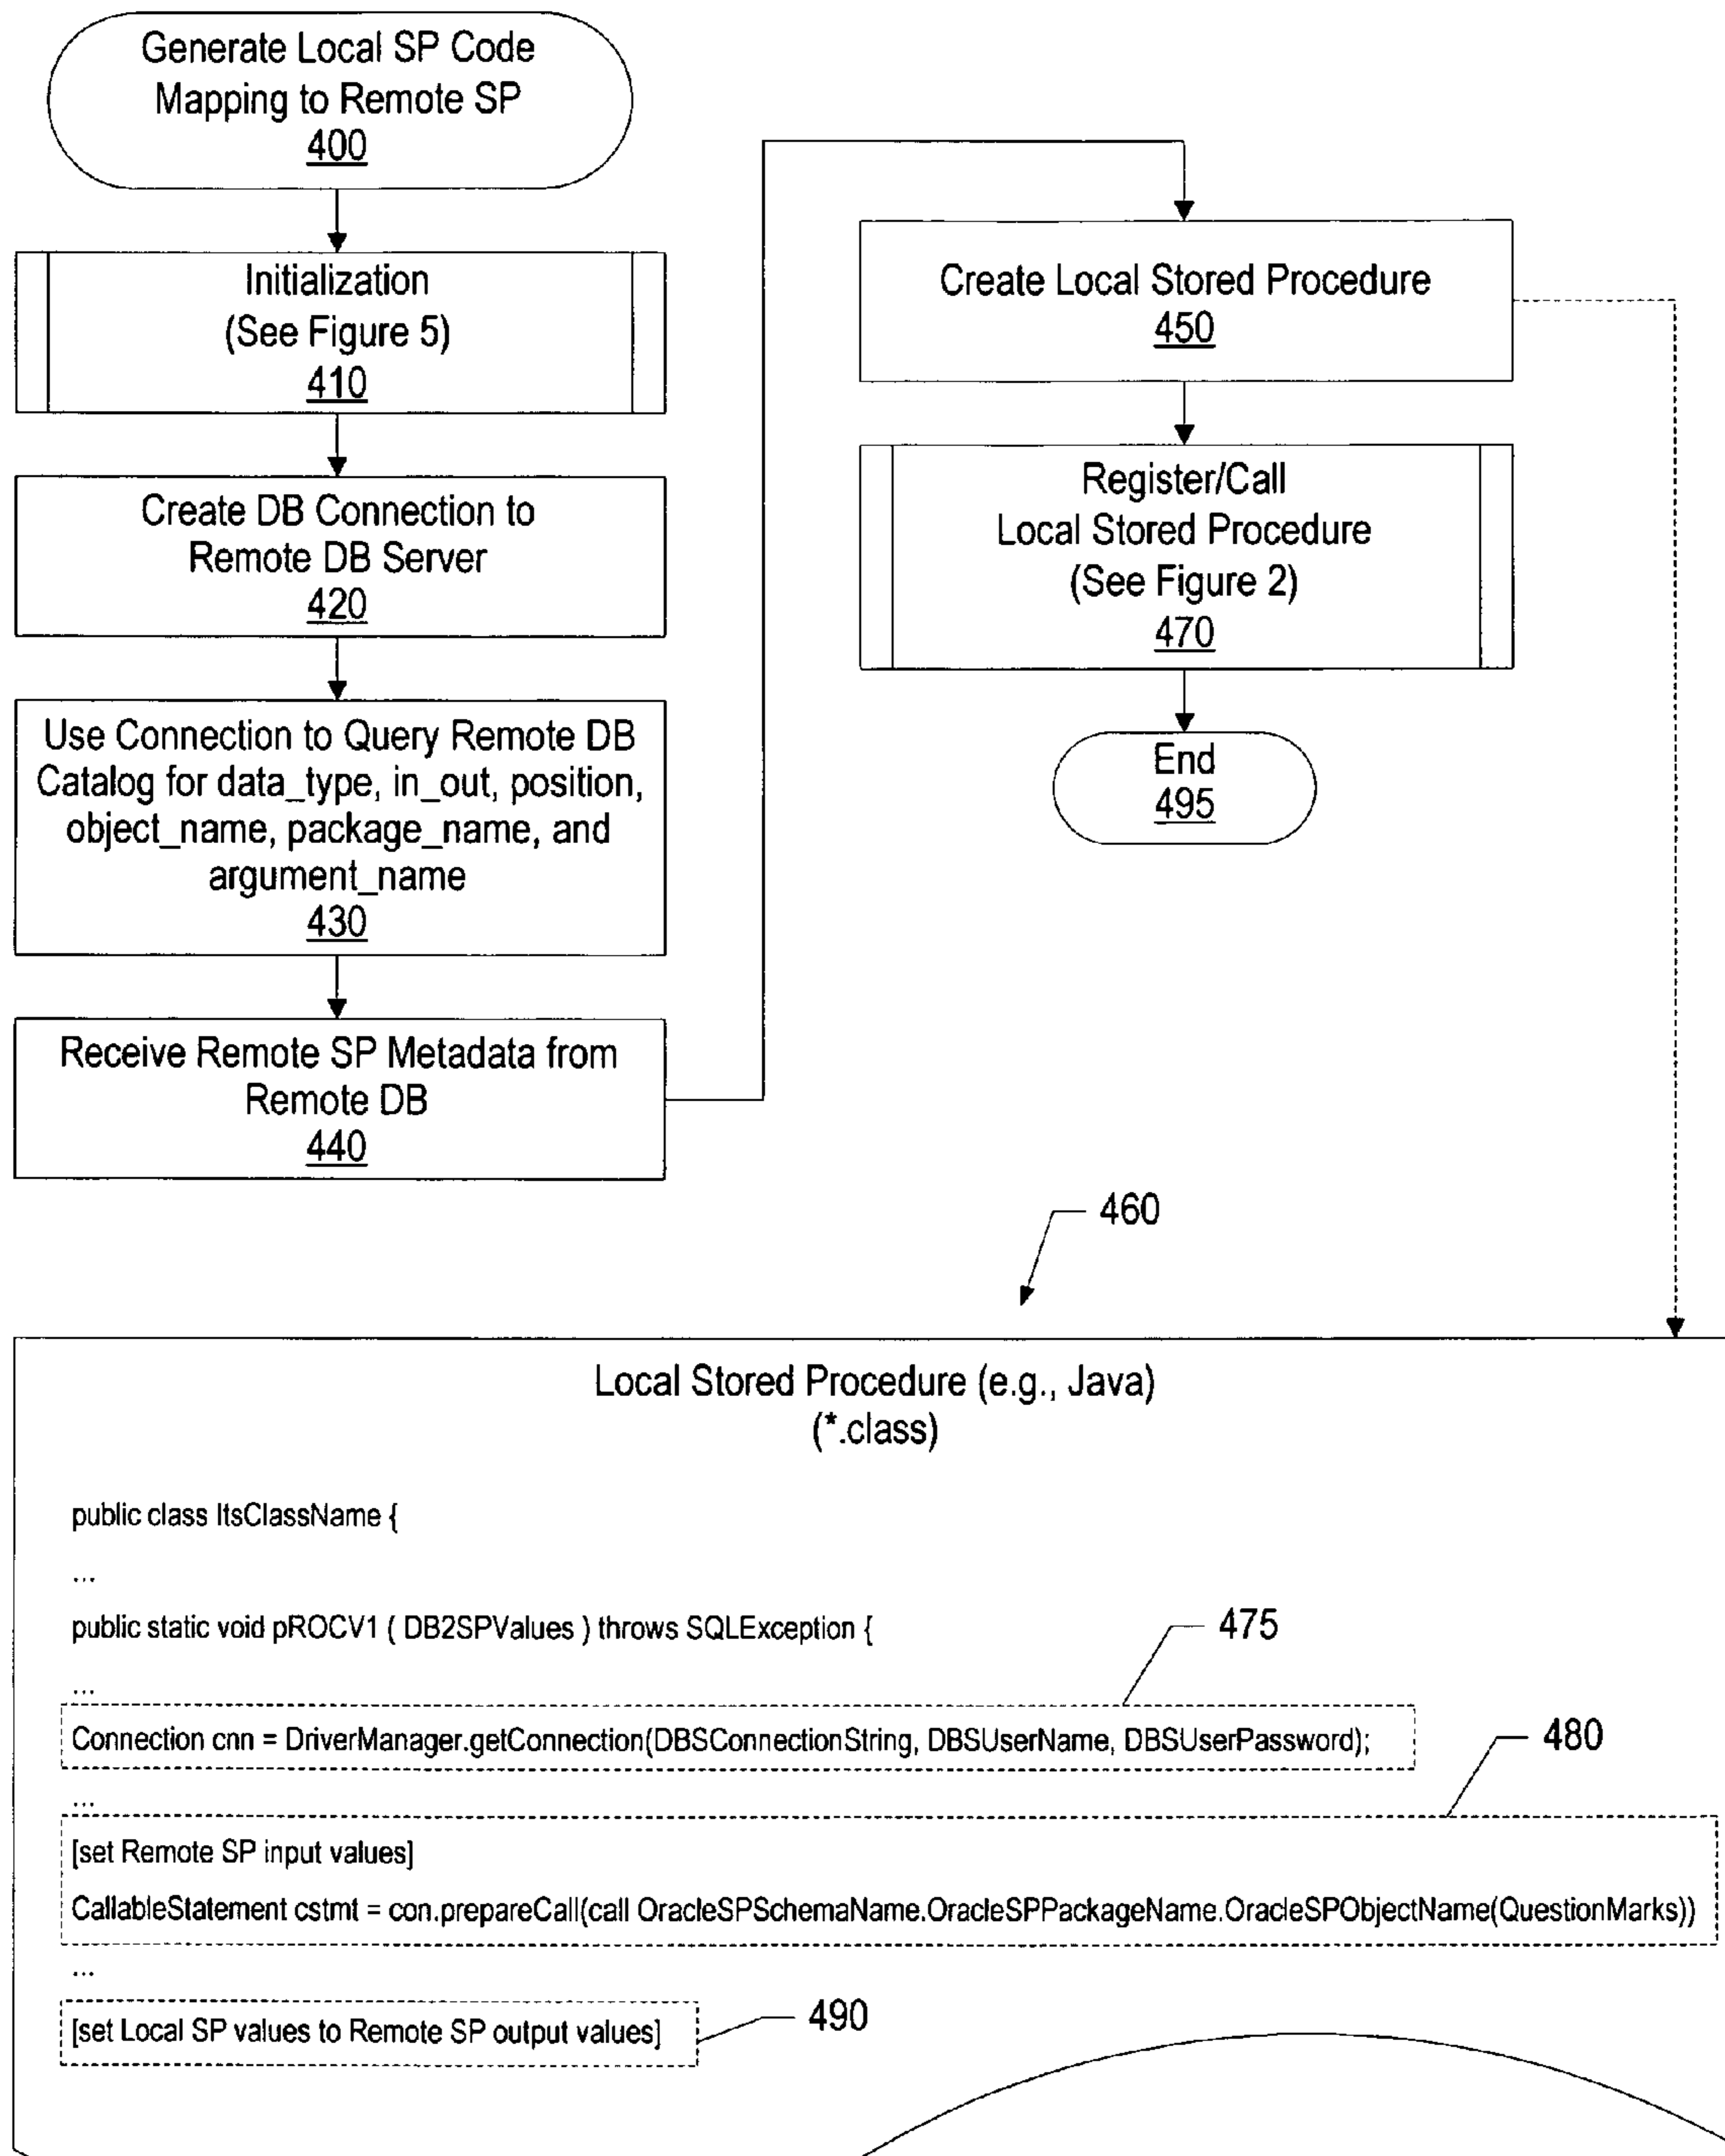 Generate Local SP Code
Mapping to Remote SP
400
Initialization
(See Figure 5)
410
Create DB Connection to
Remote DB Server
420
Use Connection to Query Remote DB
Catalog for data_type, in_out, position,
object_name, package_name, and
argument_name
430
Receive Remote SP Metadata from
Remote DB
440
Create Local Stored Procedure
450
Register/Call
Local Stored Procedure
(See Figure 2)
470
End
495
460
Local Stored Procedure (e.g., Java)
(*.class)
public class ItsClassName {
...
public static void pROCV1 ( DB2SPValues ) throws SQLException {
475
...
Connection cnn = DriverManager.getConnection(DBSConnectionString, DBSUserName, DBSUserPassword);
480
...
[set Remote SP input values]
CallableStatement cstmt = con.prepareCall(call OracleSPSchemaName.OracleSPPackageName.OracleSPObjectName(QuestionMarks))
...
[set Local SP values to Remote SP output values]
490